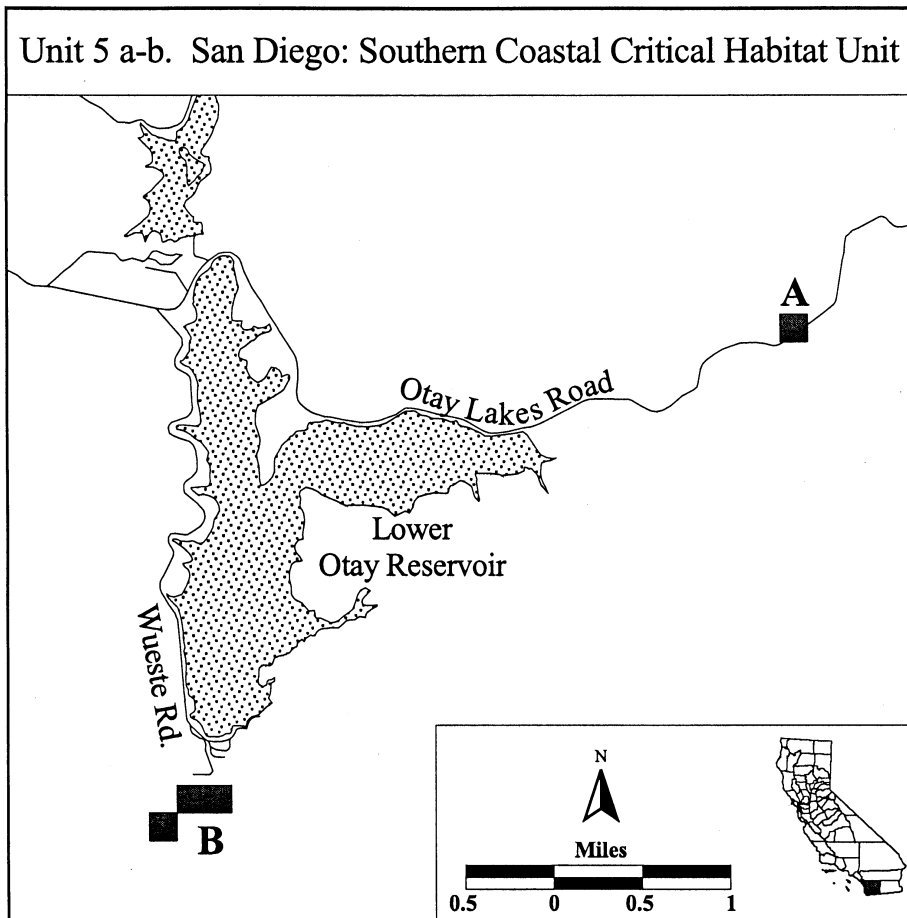 Unit 5 a-b. San Diego: Southern Coastal Critical Habitat Unit
A
Otay Lakes Road
Lower
Otay Reservoir
Wueste Rd.
B
N
Miles
0.5 0 0.5 1